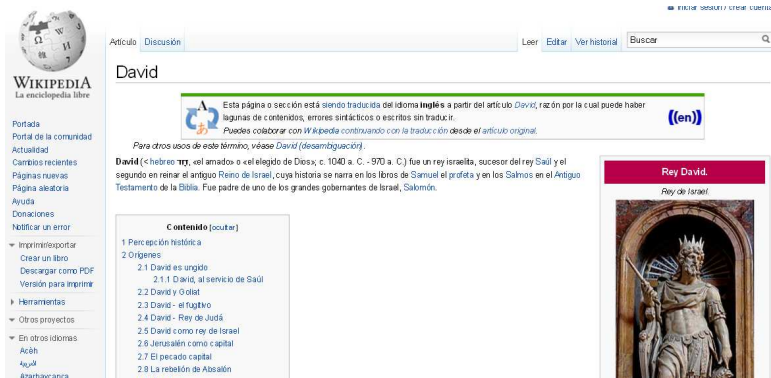 Iniciar sesión / crear cuenta
WIKIPEDIA
La enciclopedia libre
Artículo Discusión
Leer Editar Ver historial Buscar
David
Esta página o sección está siendo traducida del idioma inglés a partir del artículo David, razón por la cual puede haber
lagunas de contenidos, errores sintácticos o escritos sin traducir.
Puedes colaborar con Wikipedia continuando con la traducción desde el artículo original.
((en))
Para otros usos de este término, véase David (desambiguación).
David (< hebreo דָּוִד, «el amado» o «el elegido de Dios»; c. 1040 a. C. - 970 a. C.) fue un rey israelita, sucesor del rey Saúl y el
segundo en reinar el antiguo Reino de Israel, cuya historia se narra en los libros de Samuel el profeta y en los Salmos en el Antiguo
Testamento de la Biblia. Fue padre de uno de los grandes gobernantes de Israel, Salomón.
Rey David.
Rey de Israel.
Contenido [ocultar]
1 Percepción histórica
2 Orígenes
2.1 David es ungido
2.1.1 David, al servicio de Saúl
2.2 David y Goliat
2.3 David - el fugitivo
2.4 David - Rey de Judá
2.5 David como rey de Israel
2.6 Jerusalén como capital
2.7 El pecado capital
2.8 La rebelión de Absalón
Portada
Portal de la comunidad
Actualidad
Cambios recientes
Páginas nuevas
Página aleatoria
Ayuda
Donaciones
Notificar un error
Imprimir/exportar
Crear un libro
Descargar como PDF
Versión para imprimir
Herramientas
Otros proyectos
En otros idiomas
Acèh
العربية
Azərbaycanca